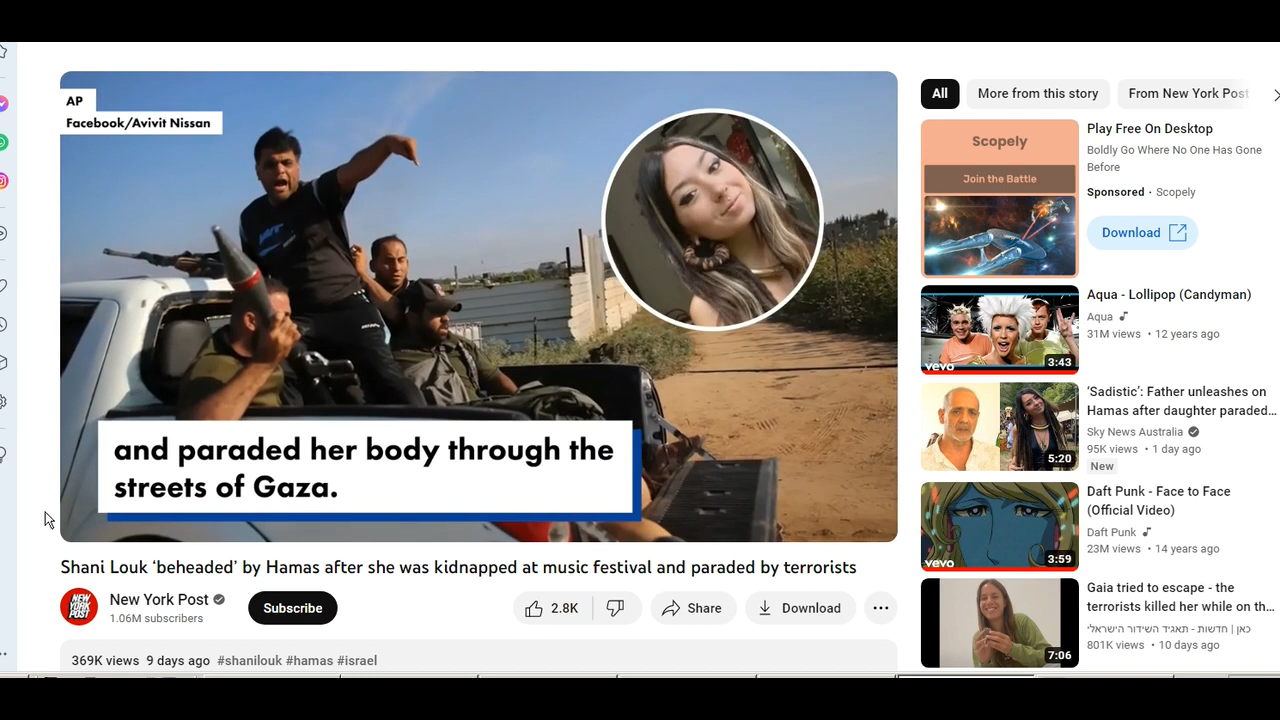 AP
Facebook/Avivit Nissan
and paraded her body through the
streets of Gaza.
Shani Louk ‘beheaded’ by Hamas after she was kidnapped at music festival and paraded by terrorists
NEW YORK POST
New York Post
1.06M subscribers
Subscribe
2.8K
Share
Download
369K views 9 days ago #shanilouk #hamas #israel
All
More from this story
From New York Post
Scopely
Join the Battle
Play Free On Desktop
Boldly Go Where No One Has Gone
Before
Sponsored · Scopely
Download
vevo
3:43
Aqua - Lollipop (Candyman)
Aqua
31M views · 12 years ago
5:20
‘Sadistic’: Father unleashes on
Hamas after daughter paraded…
Sky News Australia
95K views · 1 day ago
New
vevo
3:59
Daft Punk - Face to Face
(Official Video)
Daft Punk
23M views · 14 years ago
7:06
Gaia tried to escape - the
terrorists killed her while on th…
כאן | חדשות - תאגיד השידור הישראלי
801K views · 10 days ago